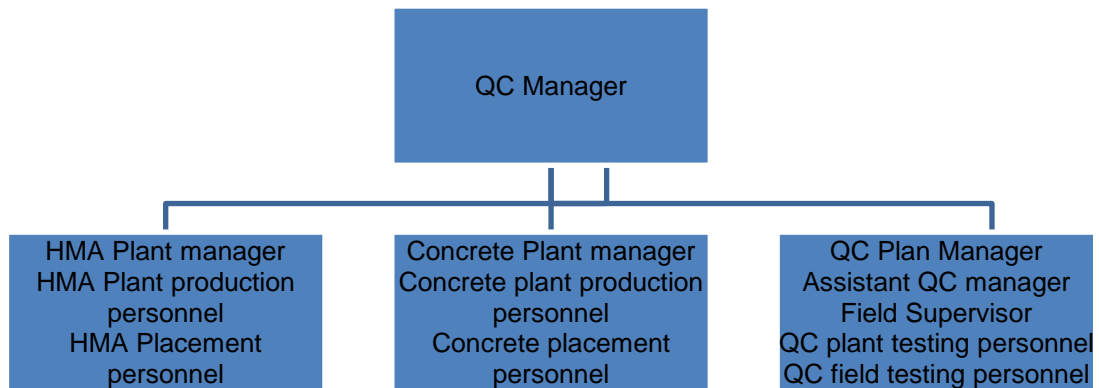 QC Manager
HMA Plant manager
HMA Plant production
personnel
HMA Placement
personnel
Concrete Plant manager
Concrete plant production
personnel
Concrete placement
personnel
QC Plan Manager
Assistant QC manager
Field Supervisor
QC plant testing personnel
QC field testing personnel